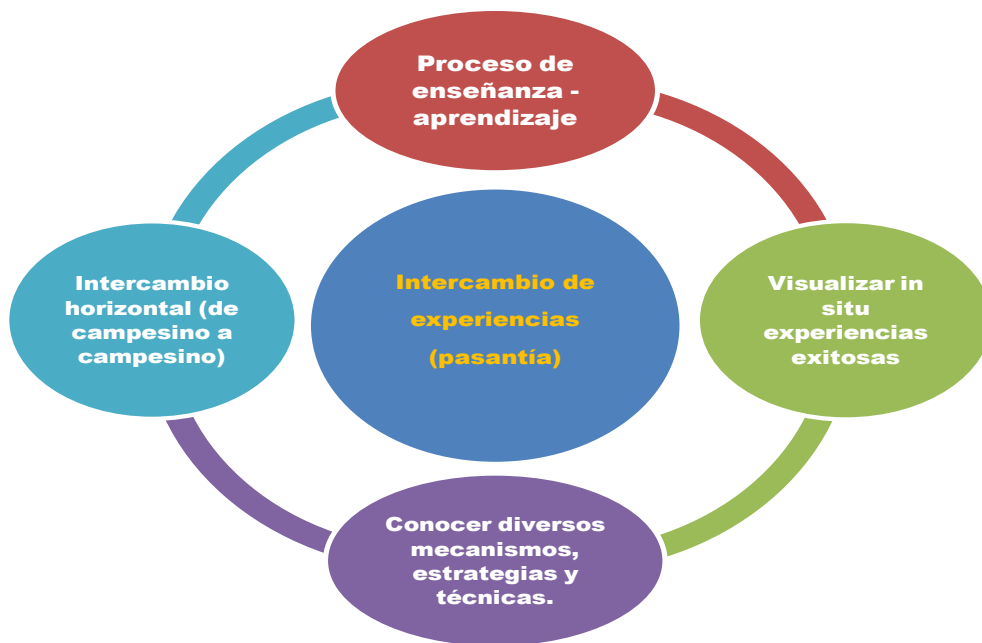 Proceso de
enseñanza -
aprendizaje
Intercambio
horizontal (de
campesino a
campesino)
Intercambio de
experiencias
(pasantía)
Visualizar in
situ
experiencias
exitosas
Conocer diversos
mecanismos,
estrategias y
técnicas.